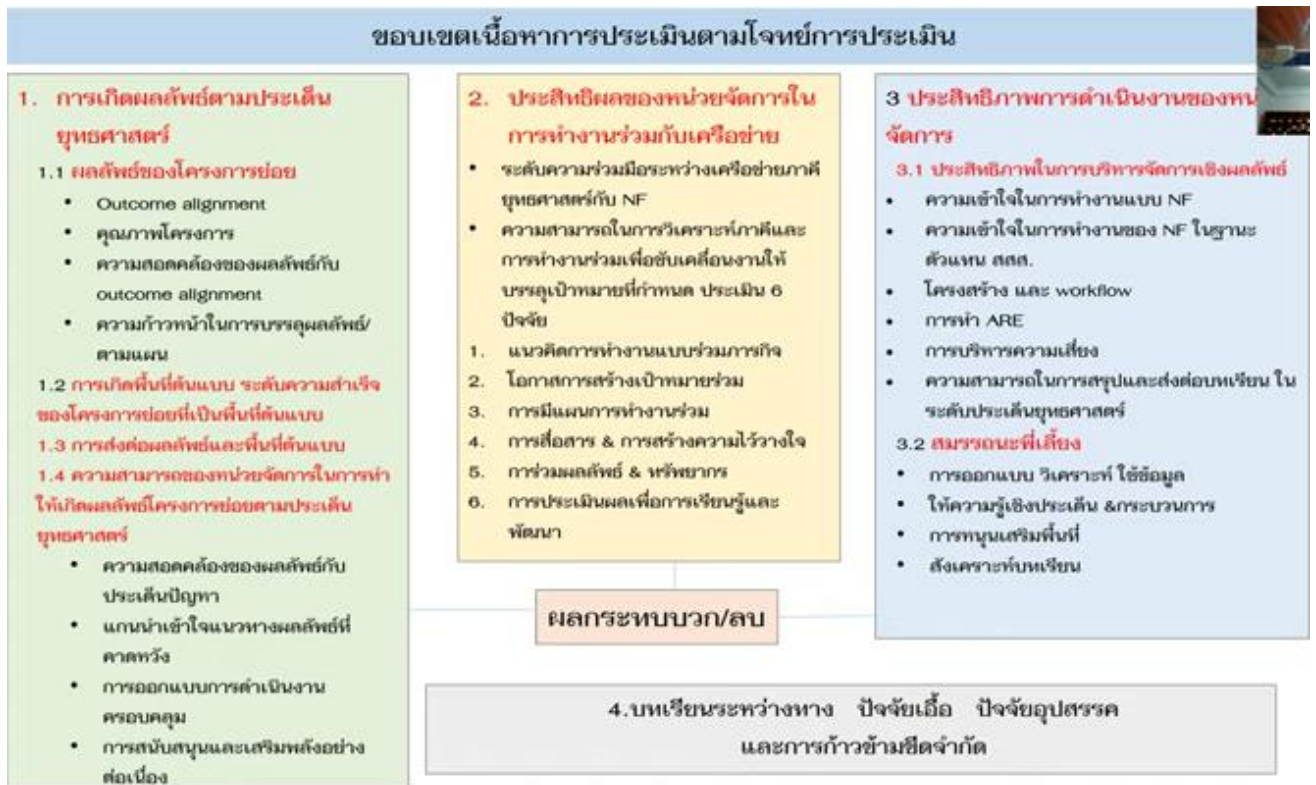 ขอบเขตเนื้อหาการประเมินตามโจทย์การประเมิน
1. การเกิดผลลัพธ์ตามประเด็น
ยุทธศาสตร์
1.1 ผลลัพธ์ของโครงการย่อย
• Outcome alignment
• คุณภาพโครงการ
• ความสอดคล้องของผลลัพธ์กับ
outcome alignment
• ความก้าวหน้าในการบรรลุผลลัพธ์/
ตามแผน
1.2 การเกิดพื้นที่ต้นแบบ ระดับความสำเร็จ
ของโครงการย่อยที่เป็นพื้นที่ต้นแบบ
1.3 การส่งต่อผลลัพธ์และพื้นที่ต้นแบบ
1.4 ความสามารถของหน่วยจัดการในการทำ
ให้เกิดผลลัพธ์โครงการย่อยตามประเด็น
ยุทธศาสตร์
• ความสอดคล้องของผลลัพธ์กับ
ประเด็นปัญหา
• แกนนำเข้าใจแนวทางผลลัพธ์ที่
คาดหวัง
• การออกแบบการดำเนินงาน
ครอบคลุม
• การสนับสนุนและเสริมพลังอย่าง
ต่อเนื่อง
2. ประสิทธิผลของหน่วยจัดการใน
การทำงานร่วมกับเครือข่าย
• ระดับความร่วมมือระหว่างเครือข่ายภาคี
ยุทธศาสตร์กับ NF
• ความสามารถในการวิเคราะห์ภาคีและ
การทำงานร่วมเพื่อขับเคลื่อนงานให้
บรรลุเป้าหมายที่กำหนด ประเมิน 6
ปัจจัย
1. แนวคิดการทำงานแบบร่วมภารกิจ
2. โอกาสการสร้างเป้าหมายร่วม
3. การมีแผนการทำงานร่วม
4. การสื่อสาร & การสร้างความไว้วางใจ
5. การ่วมผลลัพธ์ & ทรัพยากร
6. การประเมินผลเพื่อการเรียนรู้และ
พัฒนา
3 ประสิทธิภาพการดำเนินงานของหน่
จัดการ
3.1 ประสิทธิภาพในการบริหารจัดการเชิงผลลัพธ์
• ความเข้าใจในการทำงานแบบ NF
• ความเข้าใจในการทำงานของ NF ในฐานะ
ตัวแทน สสส.
• โครงสร้าง และ workflow
• การทำ ARE
• การบริหารความเสี่ยง
• ความสามารถในการสรุปและส่งต่อบทเรียน ใน
ระดับประเด็นยุทธศาสตร์
3.2 สมรรถนะพี่เลี้ยง
• การออกแบบ วิเคราะห์ ใช้ข้อมูล
• ให้ความรู้เชิงประเด็น &กระบวนการ
• การหนุนเสริมพื้นที่
• สังเคราะห์บทเรียน
ผลกระทบบวก/ลบ
4.บทเรียนระหว่างทาง ปัจจัยเอื้อ ปัจจัยอุปสรรค
และการก้าวข้ามขีดจำกัด